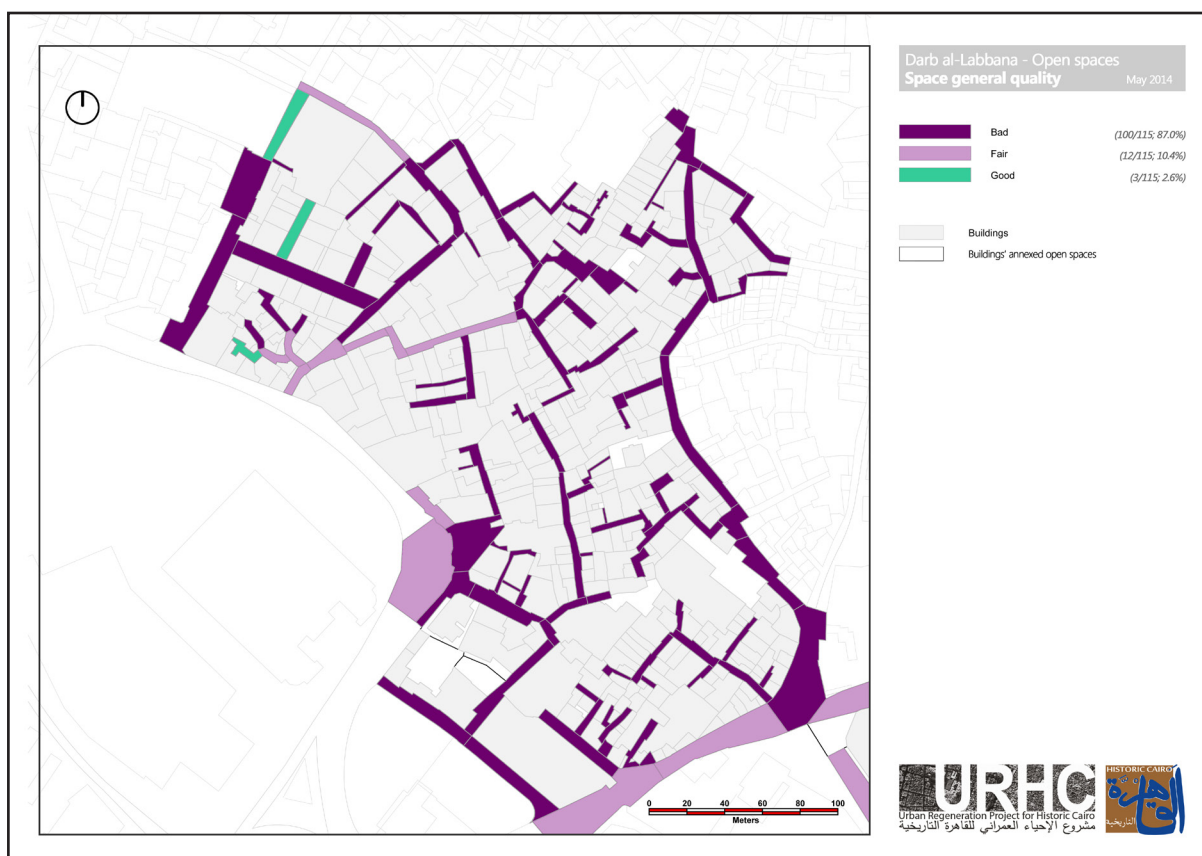 Darb al-Labbana - Open spaces
Space general quality May 2014
Bad (100/115; 87.0%)
Fair (12/115; 10.4%)
Good (3/115; 2.6%)
Buildings
Buildings' annexed open spaces
0 20 40 60 80 100
Meters
URHC
Urban Regeneration Project for Historic Cairo
مشروع الإحياء العمراني للقاهرة التاريخية
HISTORIC CAIRO
القاهرة
التاريخية